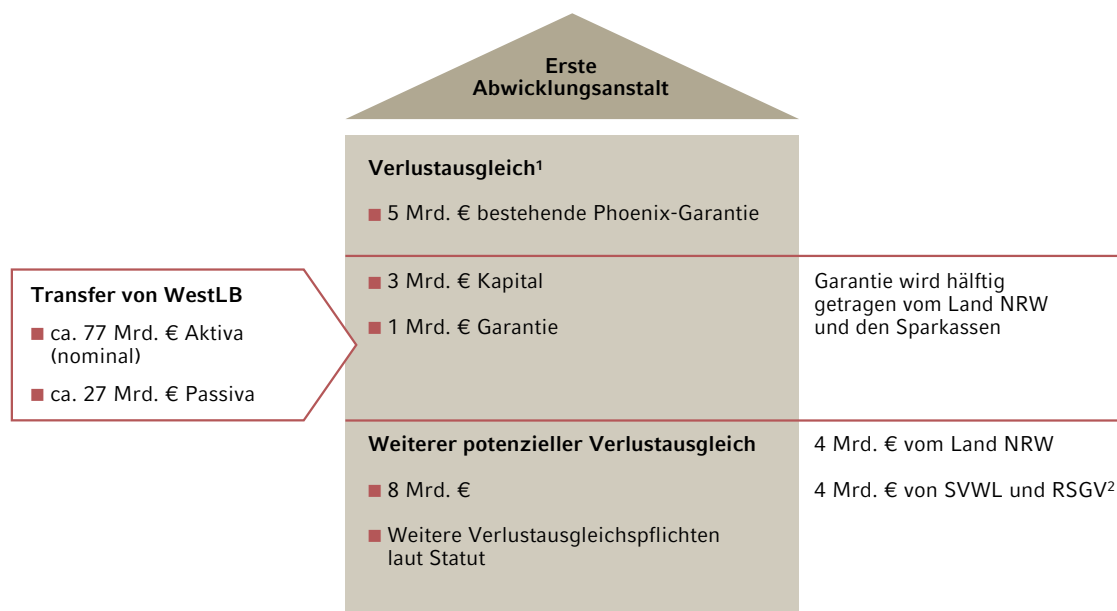 Erste
Abwicklungsanstalt
Verlustausgleich¹
■ 5 Mrd. € bestehende Phoenix-Garantie
Transfer von WestLB
■ ca. 77 Mrd. € Aktiva
(nominal)
■ ca. 27 Mrd. € Passiva
■ 3 Mrd. € Kapital
■ 1 Mrd. € Garantie
Garantie wird hälftig
getragen vom Land NRW
und den Sparkassen
Weiterer potenzieller Verlustausgleich
■ 8 Mrd. €
■ Weitere Verlustausgleichspflichten
laut Statut
4 Mrd. € vom Land NRW
4 Mrd. € von SVWL und RSGV²